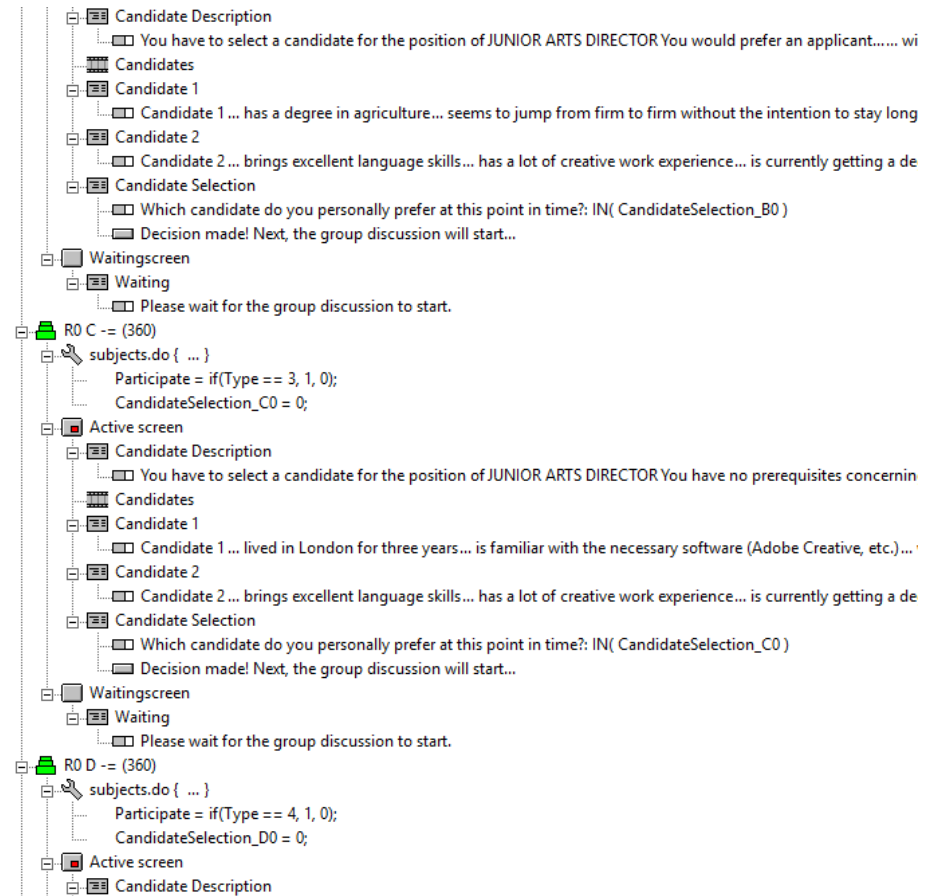 Candidate Description
You have to select a candidate for the position of JUNIOR ARTS DIRECTOR You would prefer an applicant...... wi
Candidates
Candidate 1
Candidate 1 ... has a degree in agriculture... seems to jump from firm to firm without the intention to stay long
Candidate 2
Candidate 2 ... brings excellent language skills... has a lot of creative work experience... is currently getting a de
Candidate Selection
Which candidate do you personally prefer at this point in time?: IN( CandidateSelection_B0 )
Decision made! Next, the group discussion will start...
Waitingscreen
Waiting
Please wait for the group discussion to start.
R0 C -= (360)
subjects.do { ... }
Participate = if(Type == 3, 1, 0);
CandidateSelection_C0 = 0;
Active screen
Candidate Description
You have to select a candidate for the position of JUNIOR ARTS DIRECTOR You have no prerequisites concernin
Candidates
Candidate 1
Candidate 1 ... lived in London for three years... is familiar with the necessary software (Adobe Creative, etc.)...
Candidate 2
Candidate 2 ... brings excellent language skills... has a lot of creative work experience... is currently getting a de
Candidate Selection
Which candidate do you personally prefer at this point in time?: IN( CandidateSelection_C0 )
Decision made! Next, the group discussion will start...
Waitingscreen
Waiting
Please wait for the group discussion to start.
R0 D -= (360)
subjects.do { ... }
Participate = if(Type == 4, 1, 0);
CandidateSelection_D0 = 0;
Active screen
Candidate Description